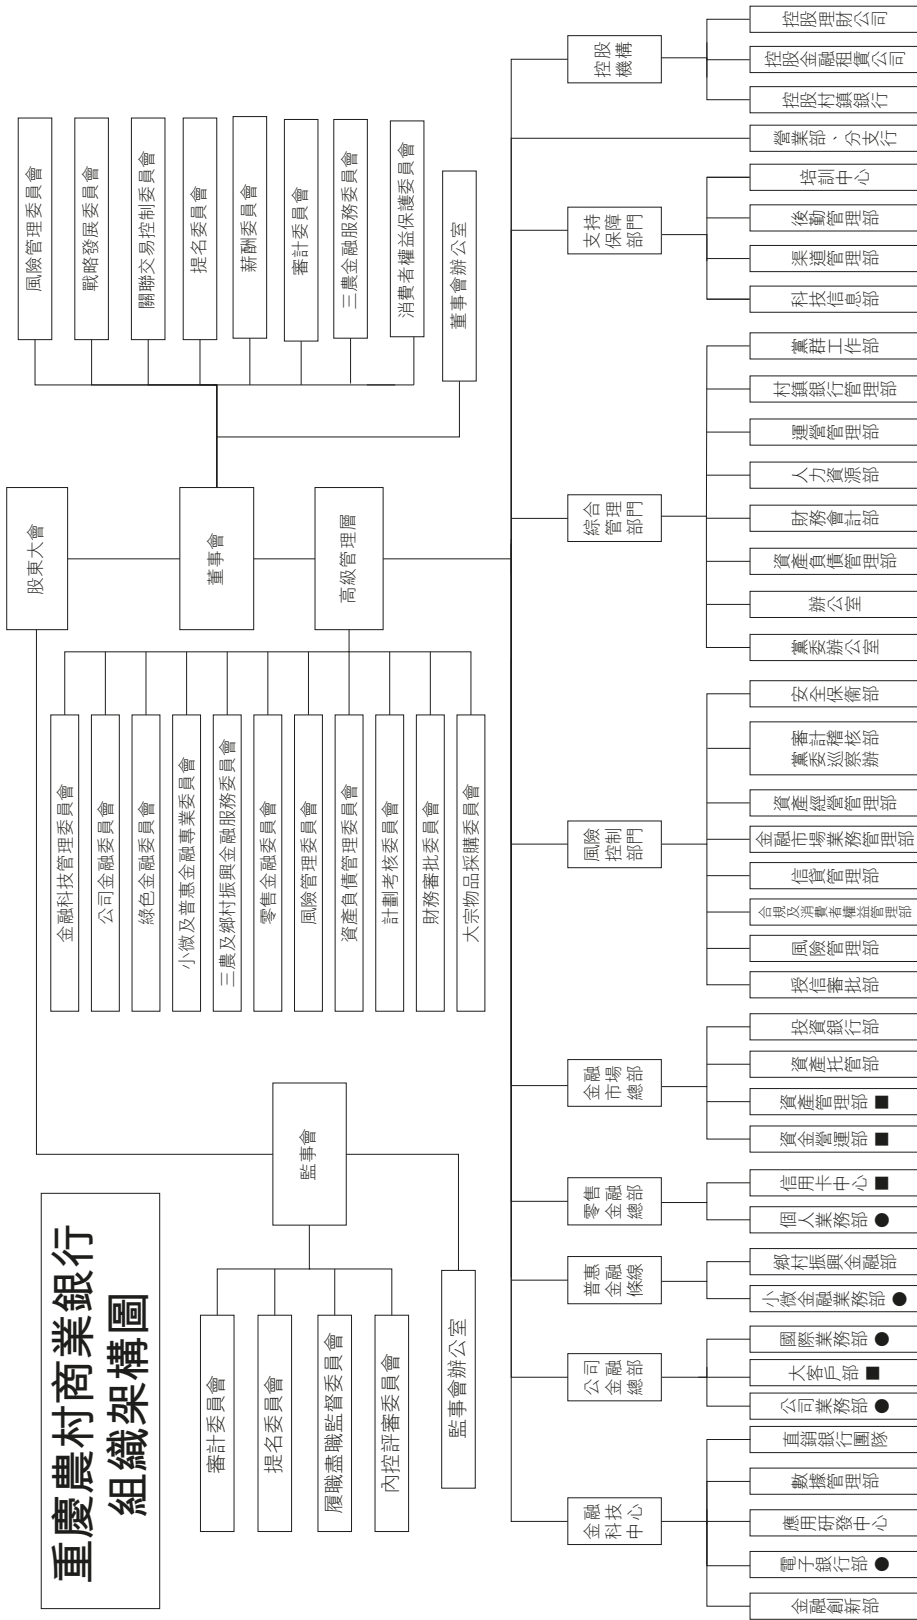 重慶農村商業銀行
組織架構圖
股東大會
監事會
審計委員會
提名委員會
履職盡職監督委員會
內控評審委員會
監事會辦公室
董事會
風險管理委員會
戰略發展委員會
關聯交易控制委員會
提名委員會
薪酬委員會
審計委員會
三農金融服務委員會
消費者權益保護委員會
董事會辦公室
高級管理層
金融科技管理委員會
公司金融委員會
綠色金融委員會
小微及普惠金融專業委員會
三農及鄉村振興金融服務委員會
零售金融委員會
風險管理委員會
資產負債管理委員會
計劃考核委員會
財務審批委員會
大宗物品採購委員會
金融
科技
中心
金融創新部
電子銀行部 ●
應用研發中心
數據管理部
直銷銀行團隊
公司
金融
總部
公司業務部 ●
大客戶部 ■
國際業務部 ●
普惠
金融
條線
小微金融業務部 ●
鄉村振興金融部
零售
金融
總部
個人業務部 ●
信用卡中心 ■
金融
市場
總部
資金營運部 ■
資產管理部 ■
資產托管部
投資銀行部
風險
控制
部門
授信審批部
風險管理部
合規及消費者權益管理部
信貸管理部
金融市場業務管理部
資產經營管理部
審計稽核部
黨委巡察辦
安全保衞部
綜合
管理
部門
黨委辦公室
辦公室
資產負債管理部
財務會計部
人力資源部
運營管理部
村鎮銀行管理部
黨群工作部
支持
保障
部門
科技信息部
渠道管理部
後勤管理部
培訓中心
營業部、分支行
控股
機構
控股村鎮銀行
控股金融租賃公司
控股理財公司